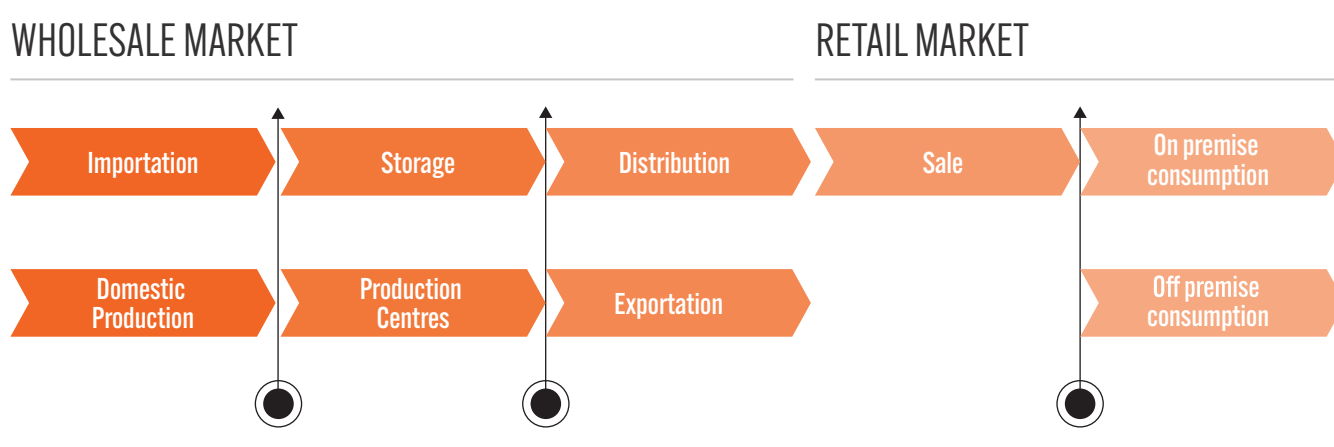 WHOLESALE MARKET
RETAIL MARKET
Importation
Storage
Distribution
Sale
On premise
consumption
Domestic
Production
Production
Centres
Exportation
Off premise
consumption